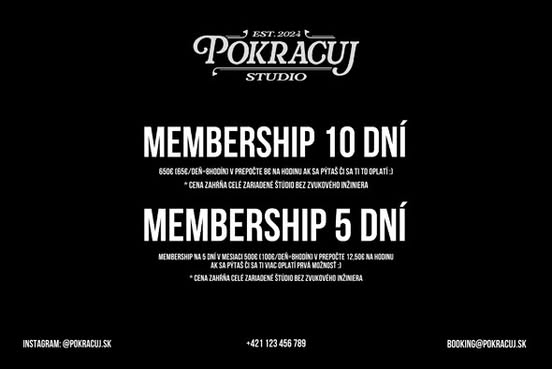 EST. 2024
POKRACUJ
STUDIO
MEMBERSHIP 10 DNÍ
650€ (65€/DEŇ=8HODÍN) V PREPOČTE 8€ NA HODINU AK SA PÝTAŠ ČI SA TI TO OPLATÍ :)
* CENA ZAHŔŇA CELÉ ZARIADENÉ ŠTÚDIO BEZ ZVUKOVÉHO INŽINIERA
MEMBERSHIP 5 DNÍ
MEMBERSHIP NA 5 DNÍ V MESIACI 500€ (100€/DEŇ=8HODÍN) V PREPOČTE 12,50€ NA HODINU
AK SA PÝTAŠ ČI SA TI VIAC OPLATÍ PRVÁ MOŽNOSŤ :)
* CENA ZAHŔŇA CELÉ ZARIADENÉ ŠTÚDIO BEZ ZVUKOVÉHO INŽINIERA
INSTAGRAM: @POKRACUJ.SK
+421 123 456 789
BOOKING@POKRACUJ.SK